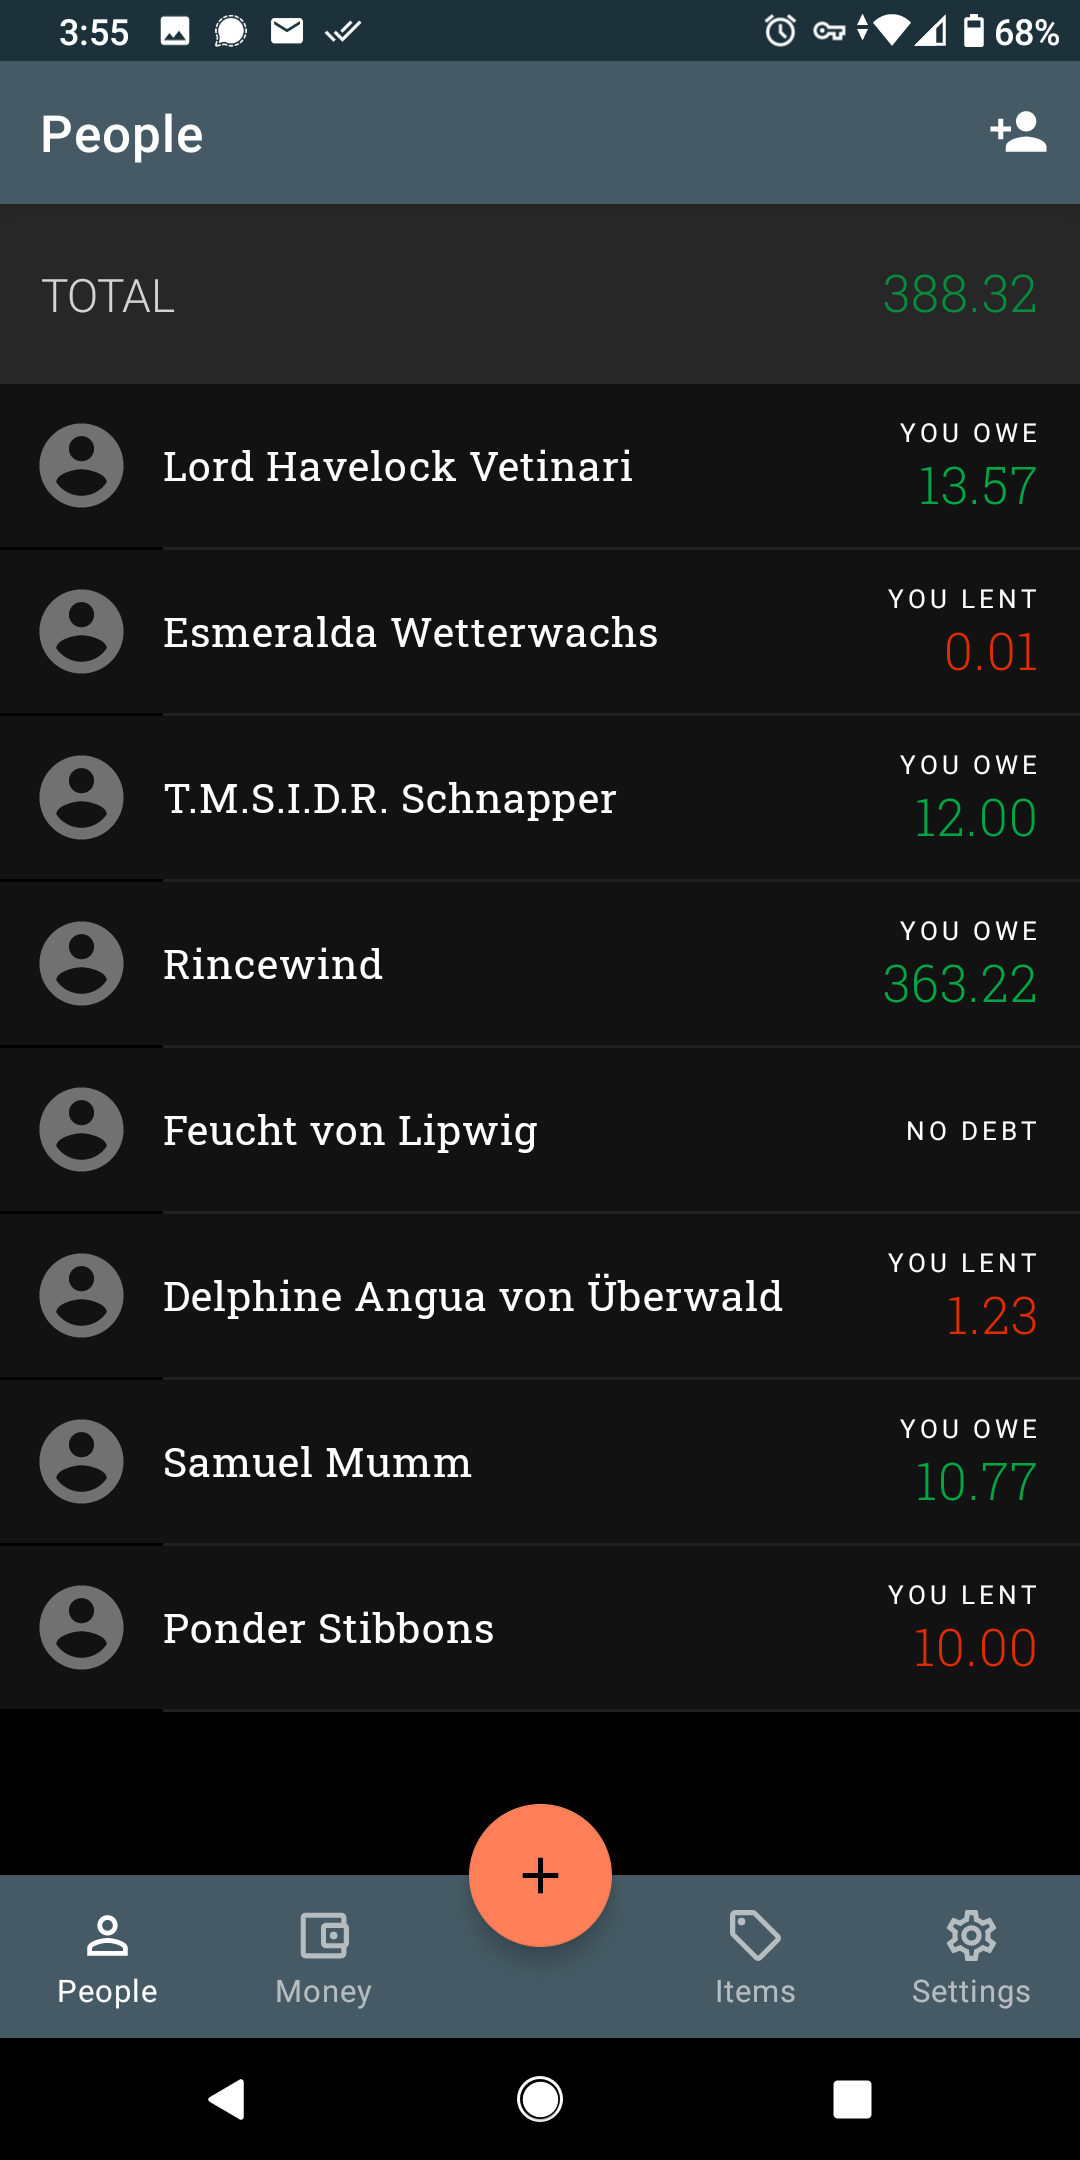 3:55 68%
People
TOTAL 388.32
YOU OWE
Lord Havelock Vetinari 13.57
YOU LENT
Esmeralda Wetterwachs 0.01
YOU OWE
T.M.S.I.D.R. Schnapper 12.00
YOU OWE
Rincewind 363.22
Feucht von Lipwig NO DEBT
YOU LENT
Delphine Angua von Überwald 1.23
YOU OWE
Samuel Mumm 10.77
YOU LENT
Ponder Stibbons 10.00
People Money Items Settings